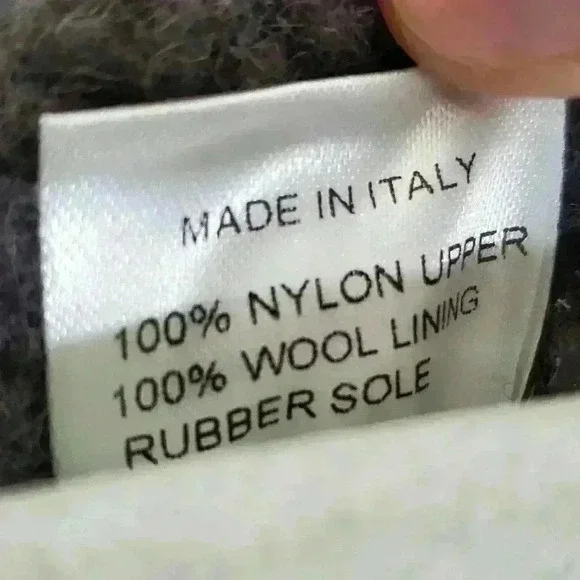 MADE IN ITALY
100% NYLON UPPER
100% WOOL LINING
RUBBER SOLE